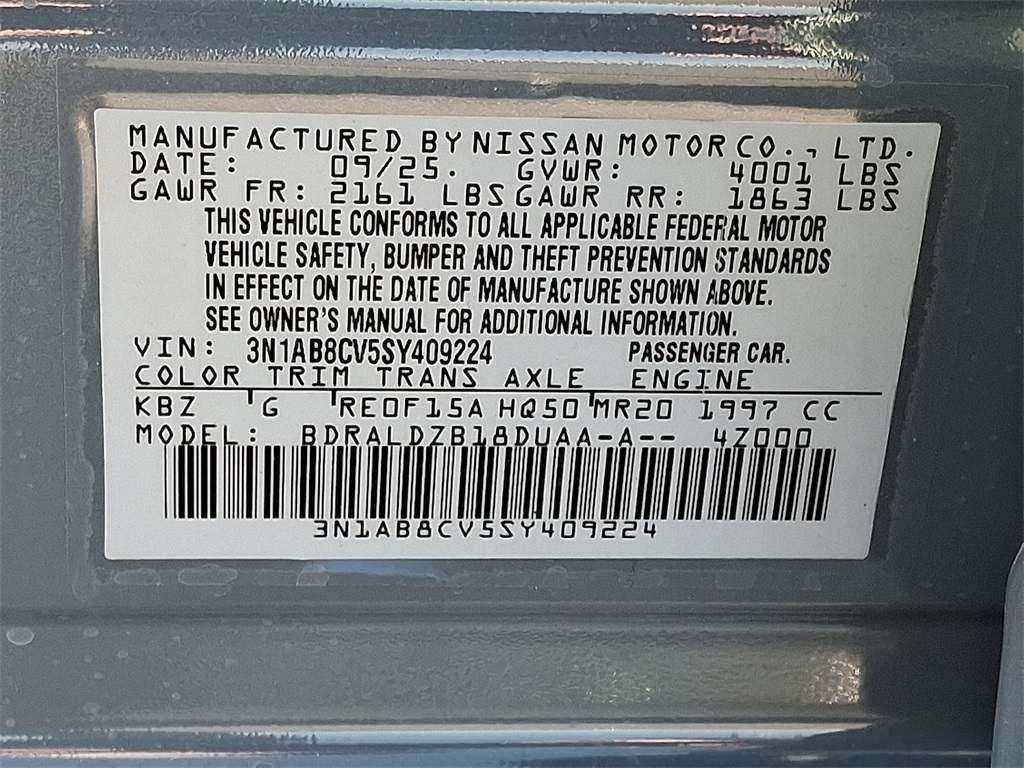 MANUFACTURED BY NISSAN MOTOR CO., LTD.
DATE: 09/25. GVWR: 4001 LBS
GAWR FR: 2161 LBS GAWR RR: 1863 LBS
THIS VEHICLE CONFORMS TO ALL APPLICABLE FEDERAL MOTOR
VEHICLE SAFETY, BUMPER AND THEFT PREVENTION STANDARDS
IN EFFECT ON THE DATE OF MANUFACTURE SHOWN ABOVE.
SEE OWNER'S MANUAL FOR ADDITIONAL INFORMATION.
VIN: 3N1AB8CV5SY409224 PASSENGER CAR.
COLOR TRIM TRANS AXLE ENGINE
KBZ G RE0F15A HQ50 MR20 1997 CC
MODEL: BDRALDZB18DUAA-A-- 4Z000
3N1AB8CV5SY409224